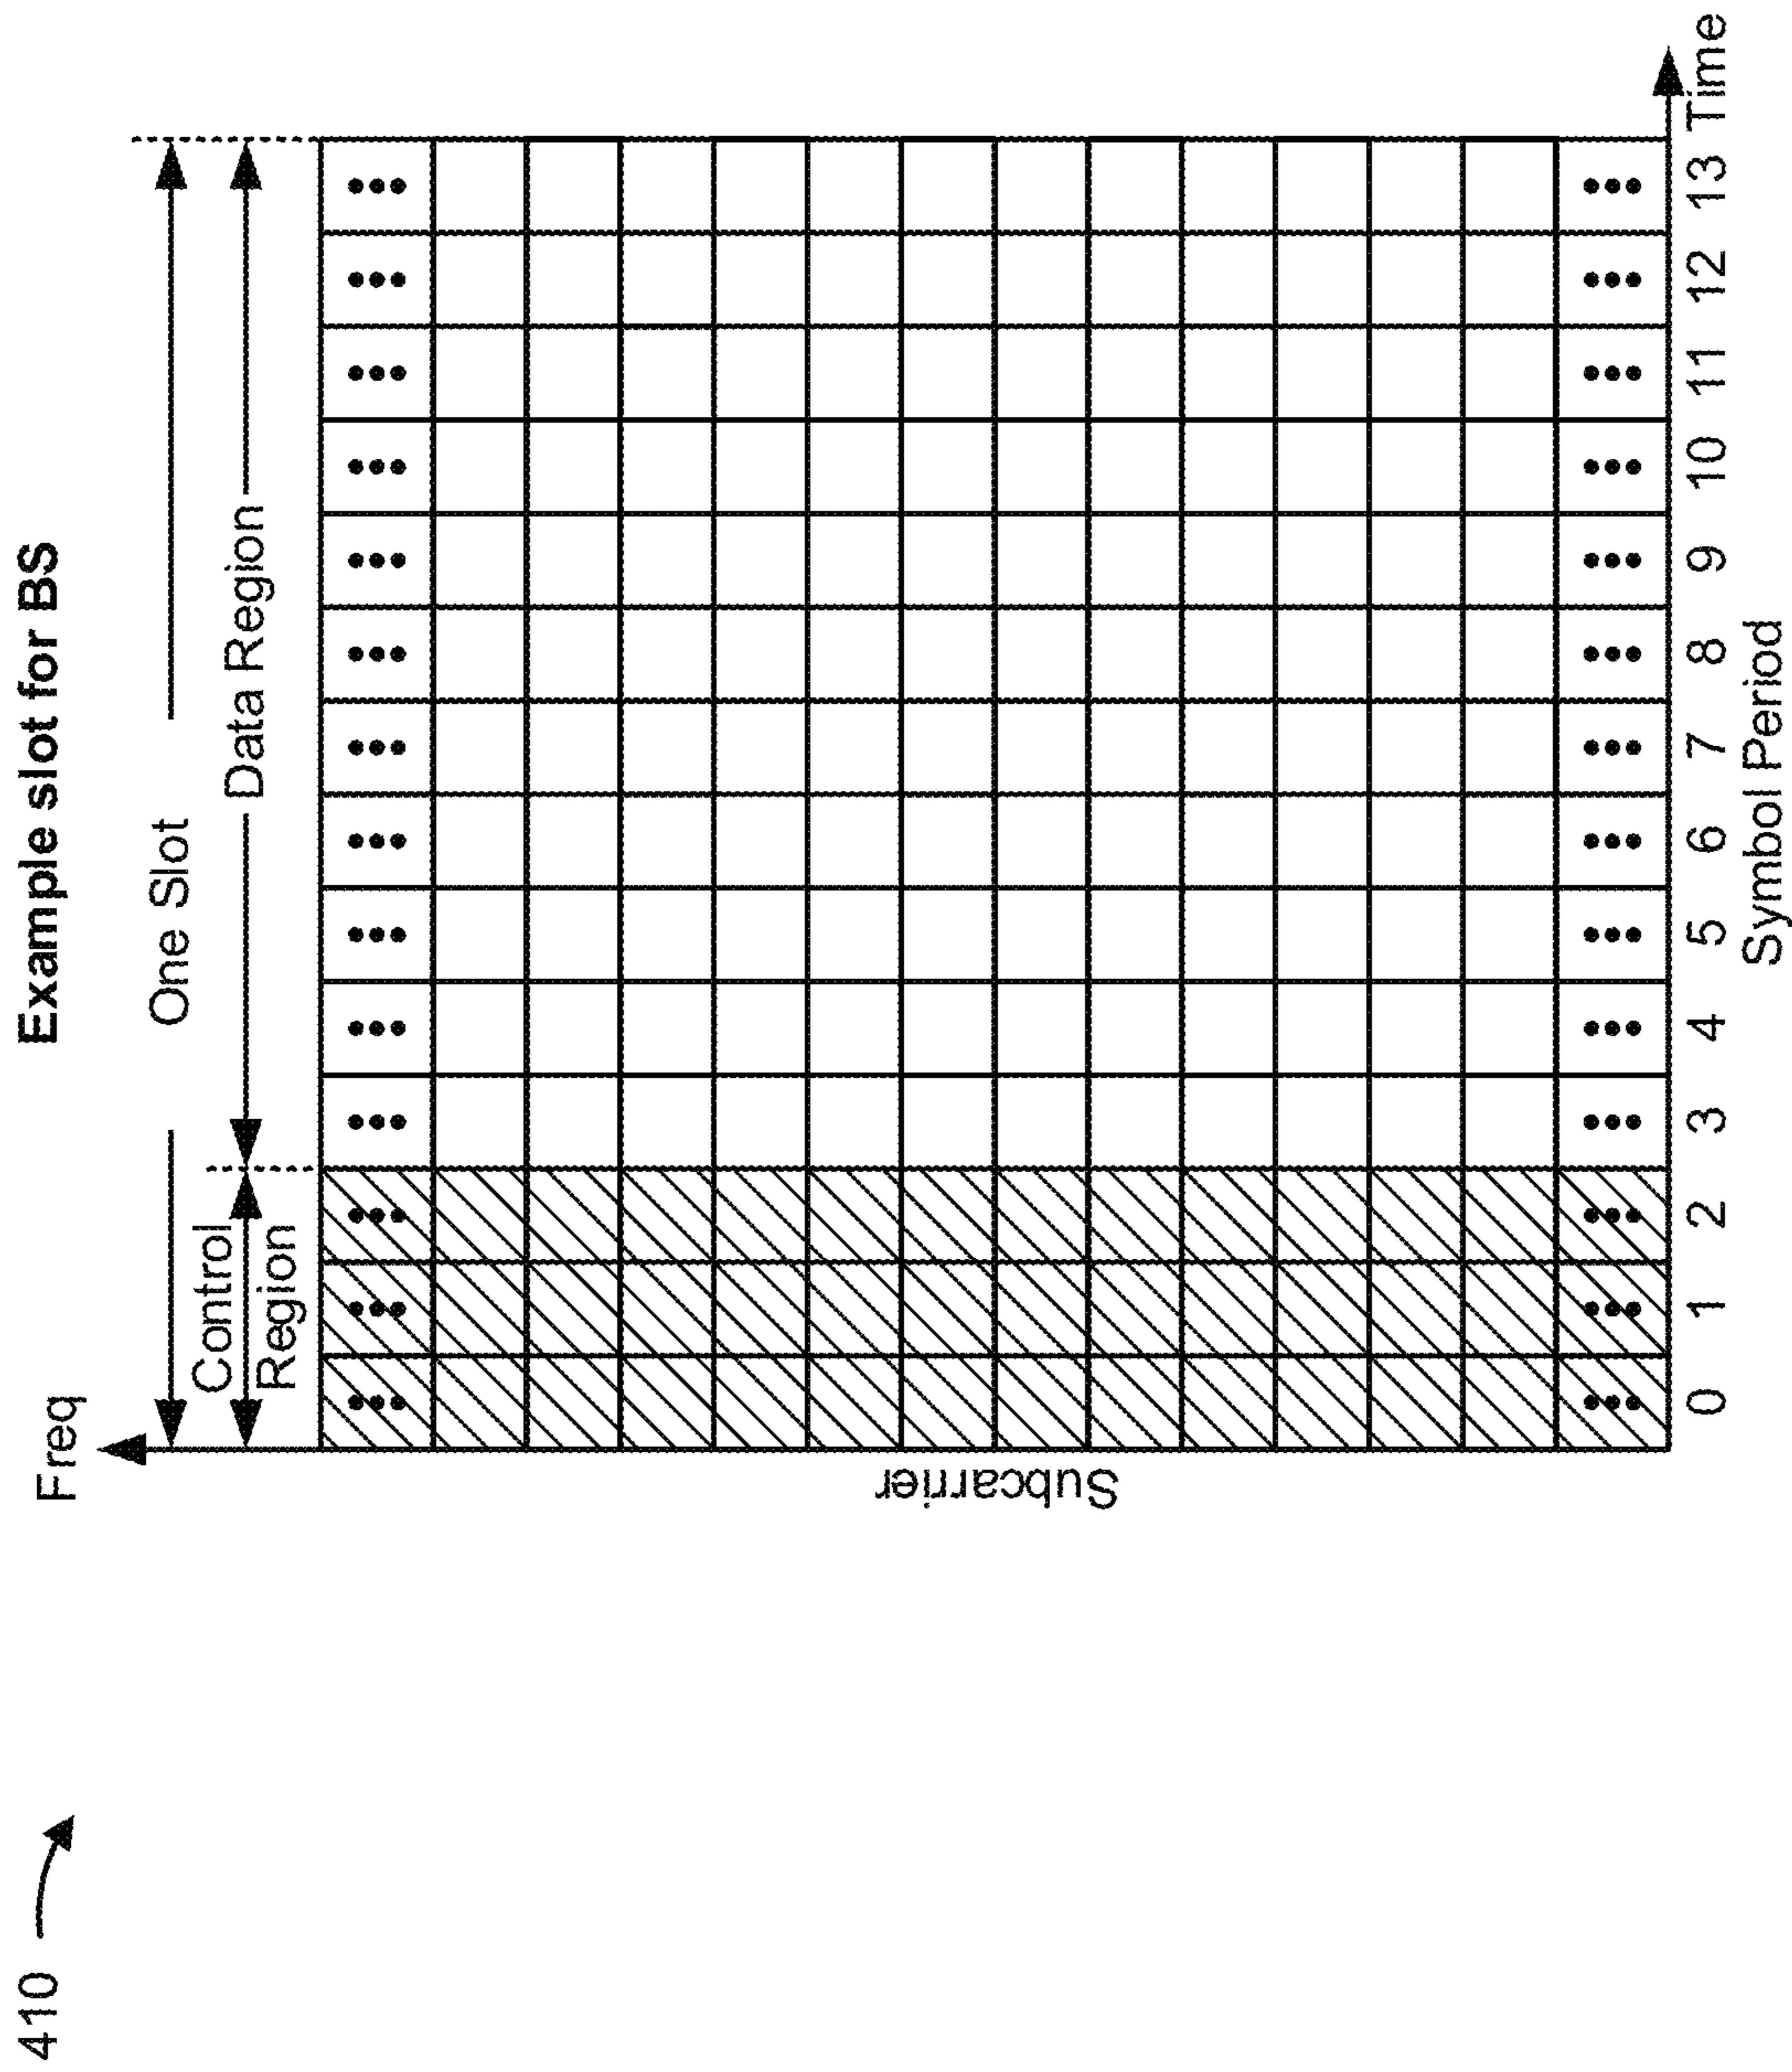 410
Example slot for BS
Freq
One Slot
Control
Region
Data Region
Subcarrier
0 1 2 3 4 5 6 7 8 9 10 11 12 13 Time
Symbol Period